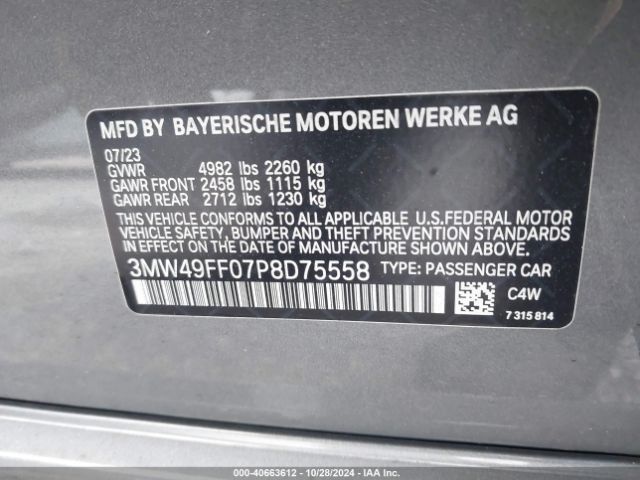 MFD BY BAYERISCHE MOTOREN WERKE AG
07/23
GVWR 4982 lbs 2260 kg
GAWR FRONT 2458 lbs 1115 kg
GAWR REAR 2712 lbs 1230 kg
THIS VEHICLE CONFORMS TO ALL APPLICABLE U.S.FEDERAL MOTOR
VEHICLE SAFETY, BUMPER AND THEFT PREVENTION STANDARDS
IN EFFECT ON THE DATE OF MANUFACTURE SHOWN ABOVE.
3MW49FF07P8D75558 TYPE: PASSENGER CAR
C4W
7 315 814
000-40663612 • 10/28/2024 • IAA Inc.